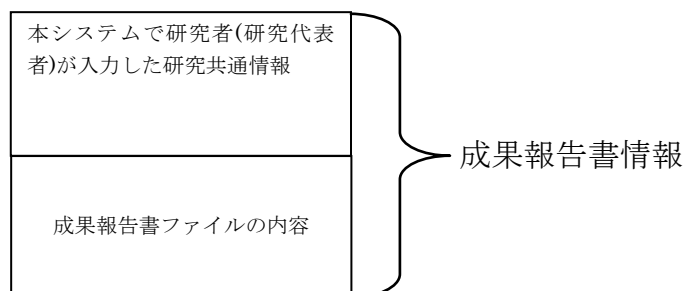 本システムで研究者(研究代表
者)が入力した研究共通情報
成果報告書情報
成果報告書ファイルの内容